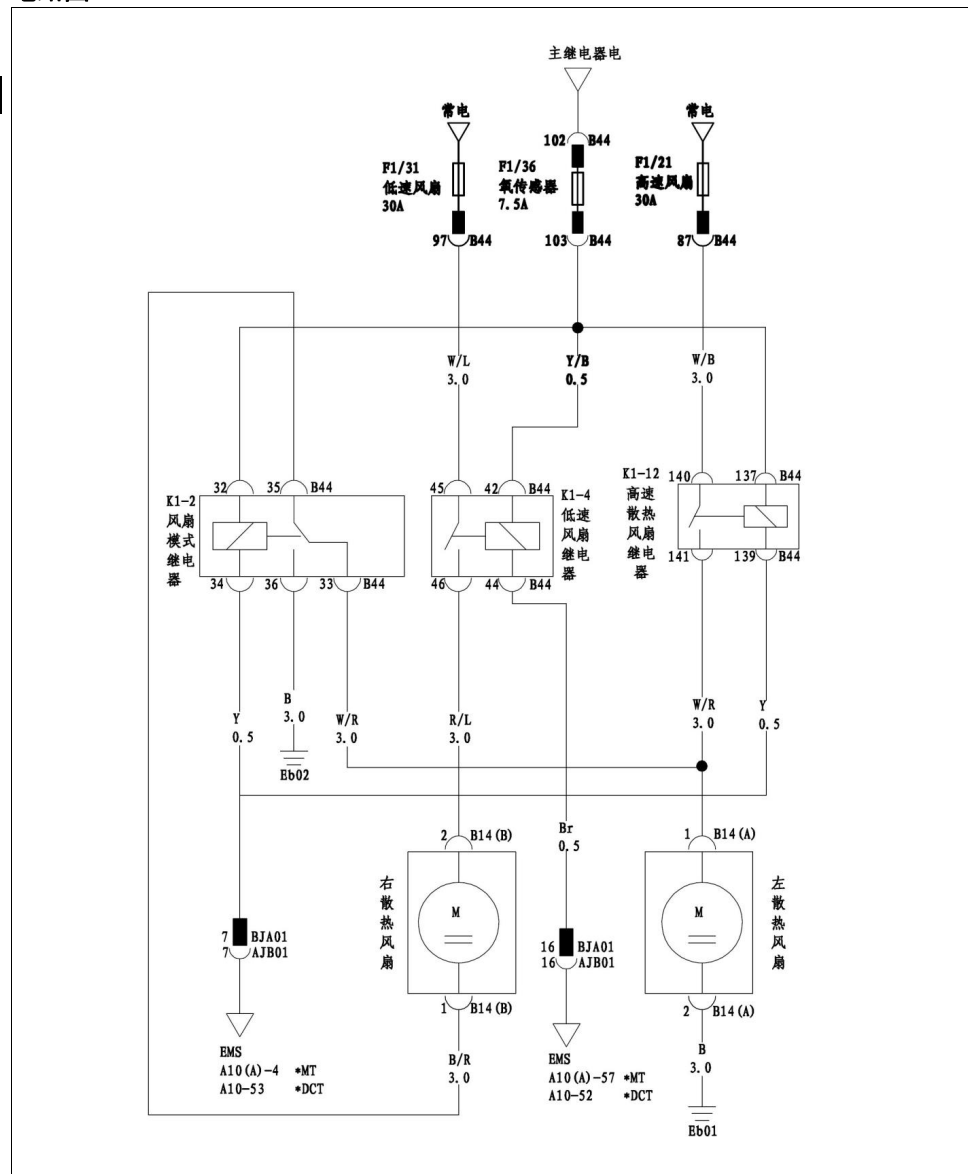 主继电器电
常电
常电
102 B44
F1/31
低速风扇
30A
F1/36
氧传感器
7.5A
F1/21
高速风扇
30A
97 B44
103 B44
87 B44
W/L
3.0
Y/B
0.5
W/B
3.0
32 35 B44
45 42 B44
140 137 B44
K1-2
风扇
模式
继电
器
K1-4
低速
风扇
继电
器
K1-12
高速
散热
风扇
继电
器
34 36 33 B44
46 44 B44
141 139 B44
Y
0.5
B
3.0
W/R
3.0
R/L
3.0
W/R
3.0
Y
0.5
Eb02
Br
0.5
2 B14(B)
1 B14(A)
右
散
热
风
扇
M
左
散
热
风
扇
M
7 BJA01
7 AJB01
16 BJA01
16 AJB01
1 B14(B)
2 B14(A)
EMS
A10(A)-4 *MT
A10-53 *DCT
B/R
3.0
EMS
A10(A)-57 *MT
A10-52 *DCT
B
3.0
Eb01